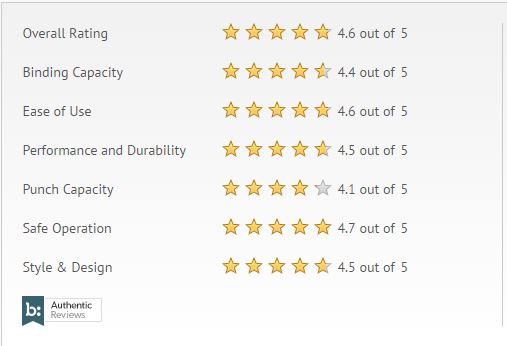 Overall Rating 4.6 out of 5
Binding Capacity 4.4 out of 5
Ease of Use 4.6 out of 5
Performance and Durability 4.5 out of 5
Punch Capacity 4.1 out of 5
Safe Operation 4.7 out of 5
Style & Design 4.5 out of 5
b: Authentic
Reviews